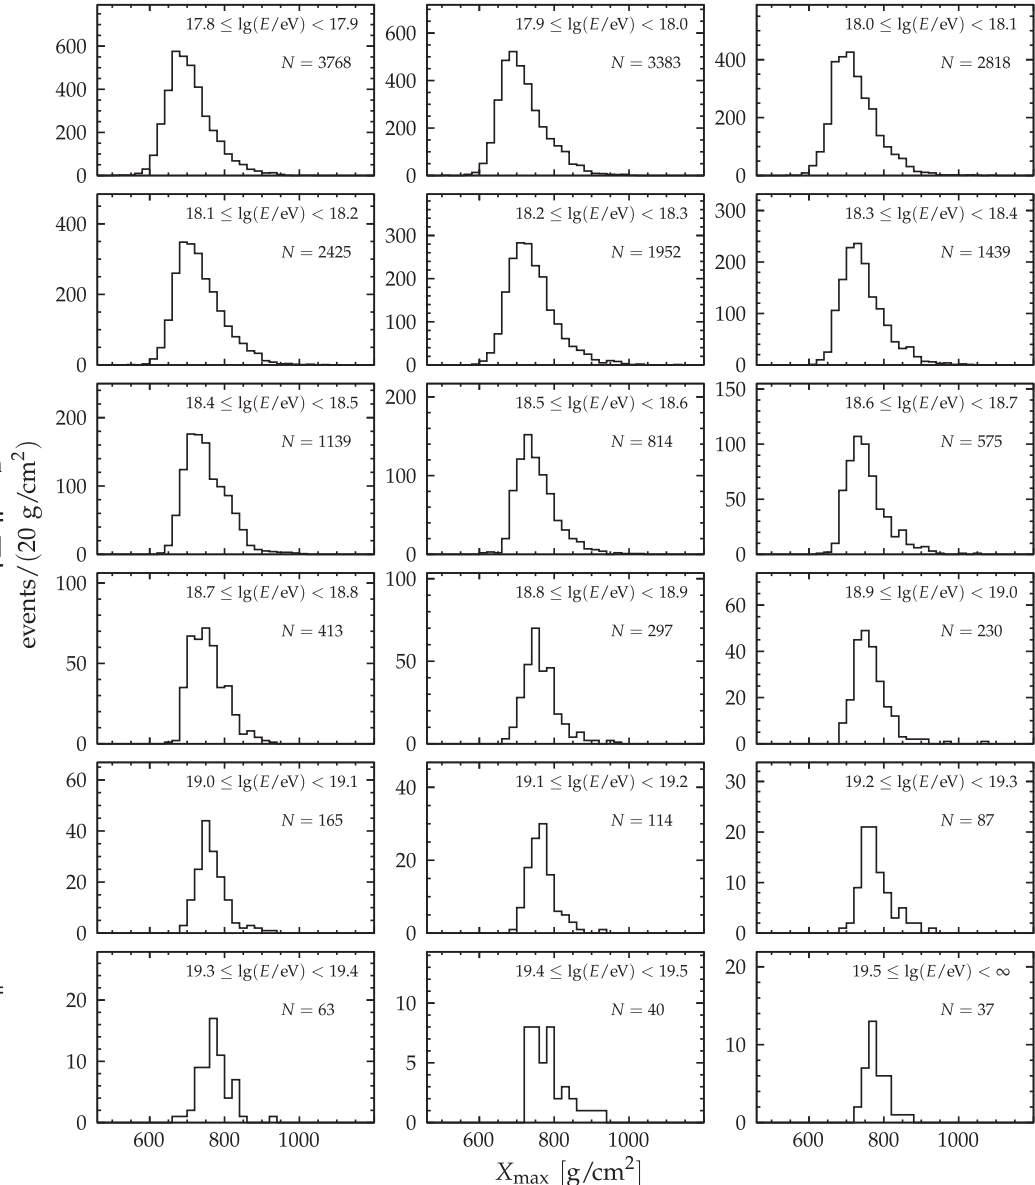 17.8 ≤ lg(E/eV) < 17.9
N = 3768
600
400
200
0
17.9 ≤ lg(E/eV) < 18.0
N = 3383
600
400
200
0
18.0 ≤ lg(E/eV) < 18.1
N = 2818
400
200
0
18.1 ≤ lg(E/eV) < 18.2
N = 2425
400
200
0
18.2 ≤ lg(E/eV) < 18.3
N = 1952
300
200
100
0
18.3 ≤ lg(E/eV) < 18.4
N = 1439
300
200
100
0
18.4 ≤ lg(E/eV) < 18.5
N = 1139
200
100
0
18.5 ≤ lg(E/eV) < 18.6
N = 814
200
100
0
18.6 ≤ lg(E/eV) < 18.7
N = 575
150
100
50
0
events/(20 g/cm²)
18.7 ≤ lg(E/eV) < 18.8
N = 413
100
50
0
18.8 ≤ lg(E/eV) < 18.9
N = 297
100
50
0
18.9 ≤ lg(E/eV) < 19.0
N = 230
60
40
20
0
19.0 ≤ lg(E/eV) < 19.1
N = 165
60
40
20
0
19.1 ≤ lg(E/eV) < 19.2
N = 114
40
20
0
19.2 ≤ lg(E/eV) < 19.3
N = 87
30
20
10
0
19.3 ≤ lg(E/eV) < 19.4
N = 63
20
10
0
19.4 ≤ lg(E/eV) < 19.5
N = 40
10
5
0
19.5 ≤ lg(E/eV) < ∞
N = 37
20
10
0
600 800 1000
600 800 1000
600 800 1000
Xmax [g/cm²]